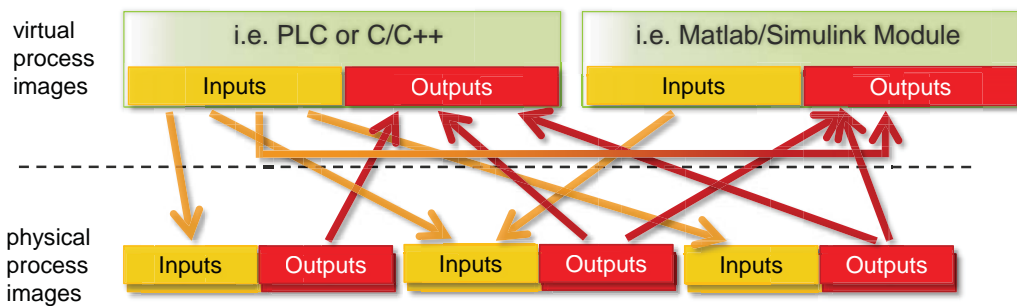 virtual
process
images
i.e. PLC or C/C++
i.e. Matlab/Simulink Module
Inputs
Outputs
Inputs
Outputs
physical
process
images
Inputs
Outputs
Inputs
Outputs
Inputs
Outputs